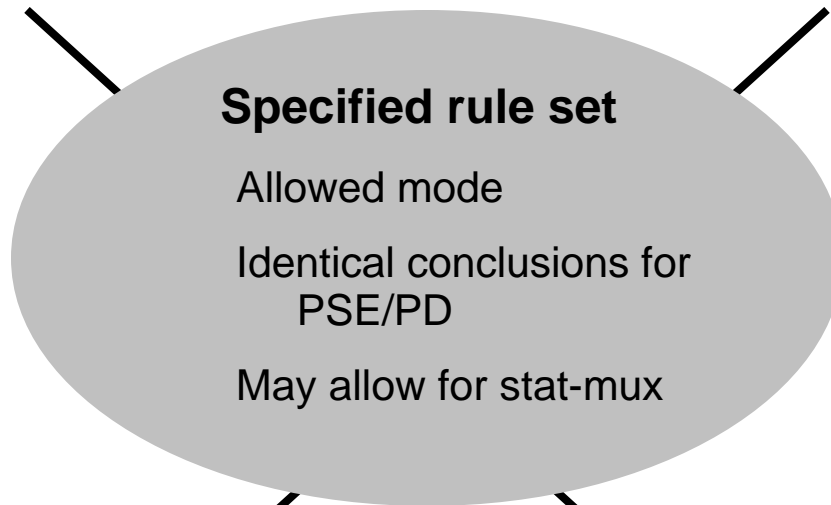 Specified rule set
Allowed mode
Identical conclusions for
PSE/PD
May allow for stat-mux